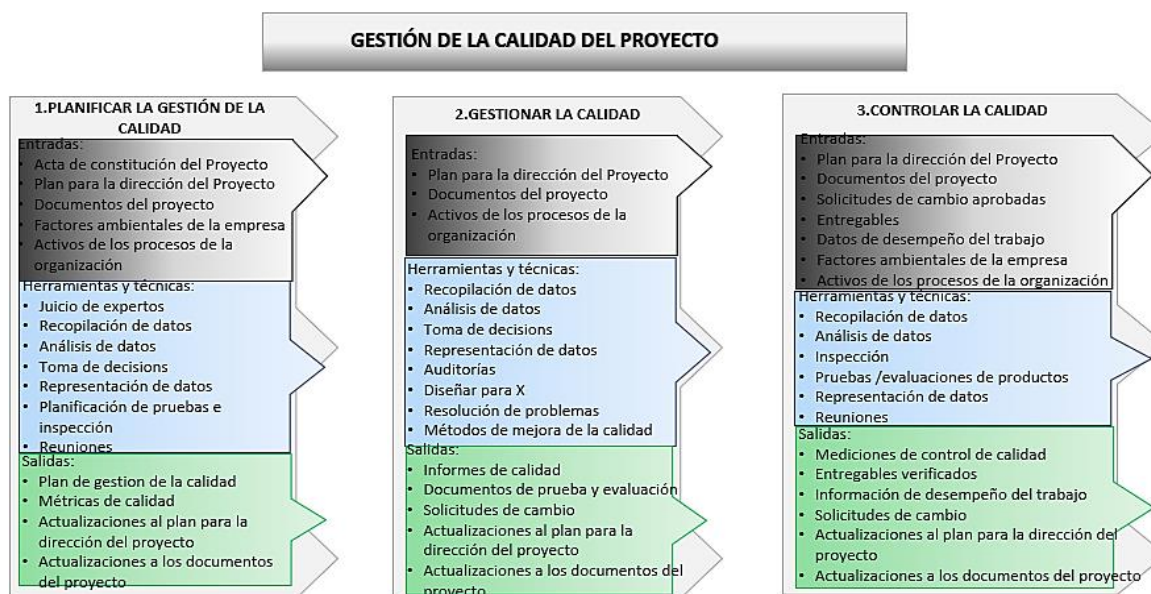 GESTIÓN DE LA CALIDAD DEL PROYECTO
1.PLANIFICAR LA GESTIÓN DE LA
CALIDAD
Entradas:
• Acta de constitución del Proyecto
• Plan para la dirección del Proyecto
• Documentos del proyecto
• Factores ambientales de la empresa
• Activos de los procesos de la
organización
Herramientas y técnicas:
• Juicio de expertos
• Recopilación de datos
• Análisis de datos
• Toma de decisions
• Representación de datos
• Planificación de pruebas e
inspección
• Reuniones
Salidas:
• Plan de gestion de la calidad
• Métricas de calidad
• Actualizaciones al plan para la
dirección del proyecto
• Actualizaciones a los documentos
del proyecto
2.GESTIONAR LA CALIDAD
Entradas:
• Plan para la dirección del Proyecto
• Documentos del proyecto
• Activos de los procesos de la
organización
Herramientas y técnicas:
• Recopilación de datos
• Análisis de datos
• Toma de decisions
• Representación de datos
• Auditorías
• Diseñar para X
• Resolución de problemas
• Métodos de mejora de la calidad
Salidas:
• Informes de calidad
• Documentos de prueba y evaluación
• Solicitudes de cambio
• Actualizaciones al plan para la
dirección del proyecto
• Actualizaciones a los documentos del
proyecto
3.CONTROLAR LA CALIDAD
Entradas:
• Plan para la dirección del Proyecto
• Documentos del proyecto
• Solicitudes de cambio aprobadas
• Entregables
• Datos de desempeño del trabajo
• Factores ambientales de la empresa
• Activos de los procesos de la organización
Herramientas y técnicas:
• Recopilación de datos
• Análisis de datos
• Inspección
• Pruebas /evaluaciones de productos
• Representación de datos
• Reuniones
Salidas:
• Mediciones de control de calidad
• Entregables verificados
• Información de desempeño del trabajo
• Solicitudes de cambio
• Actualizaciones al plan para la dirección del
proyecto
• Actualizaciones a los documentos del proyecto